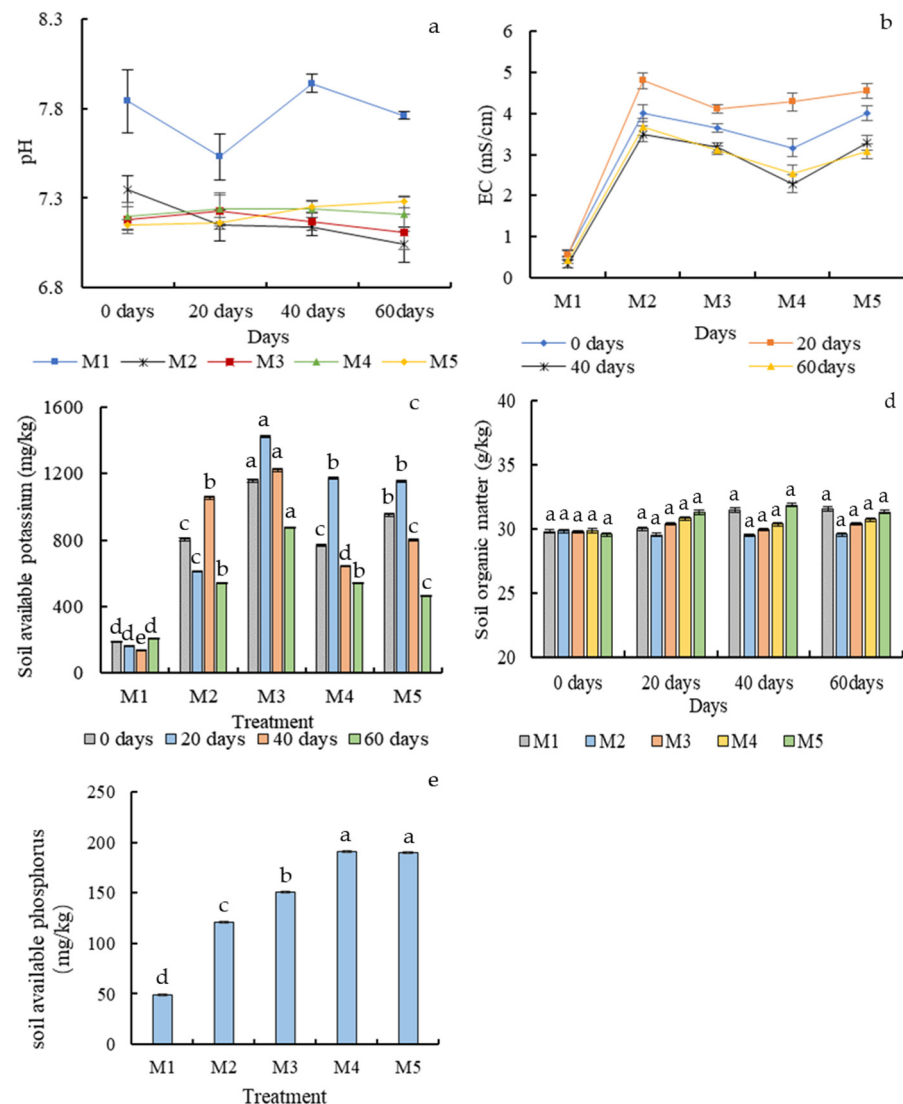 a
8.3
7.8
7.3
6.8
pH
0 days 20 days 40 days 60days
Days
M1 M2 M3 M4 M5
b
6
5
4
3
2
1
0
EC (mS/cm)
M1 M2 M3 M4 M5
Days
0 days 20 days
40 days 60days
c
1600
1200
800
400
0
Soil available potassium (mg/kg)
d d e d
c c b b
a a a a
c b d b
b b c c
M1 M2 M3 M4 M5
Treatment
0 days 20 days 40 days 60 days
d
40
35
30
25
20
Soil organic matter (g/kg)
a a a a a
a a a a a
a a a a a
a a a a a
0 days 20 days 40 days 60days
Days
M1 M2 M3 M4 M5
e
250
200
150
100
50
0
soil available phosphorus
(mg/kg)
d c b a a
M1 M2 M3 M4 M5
Treatment